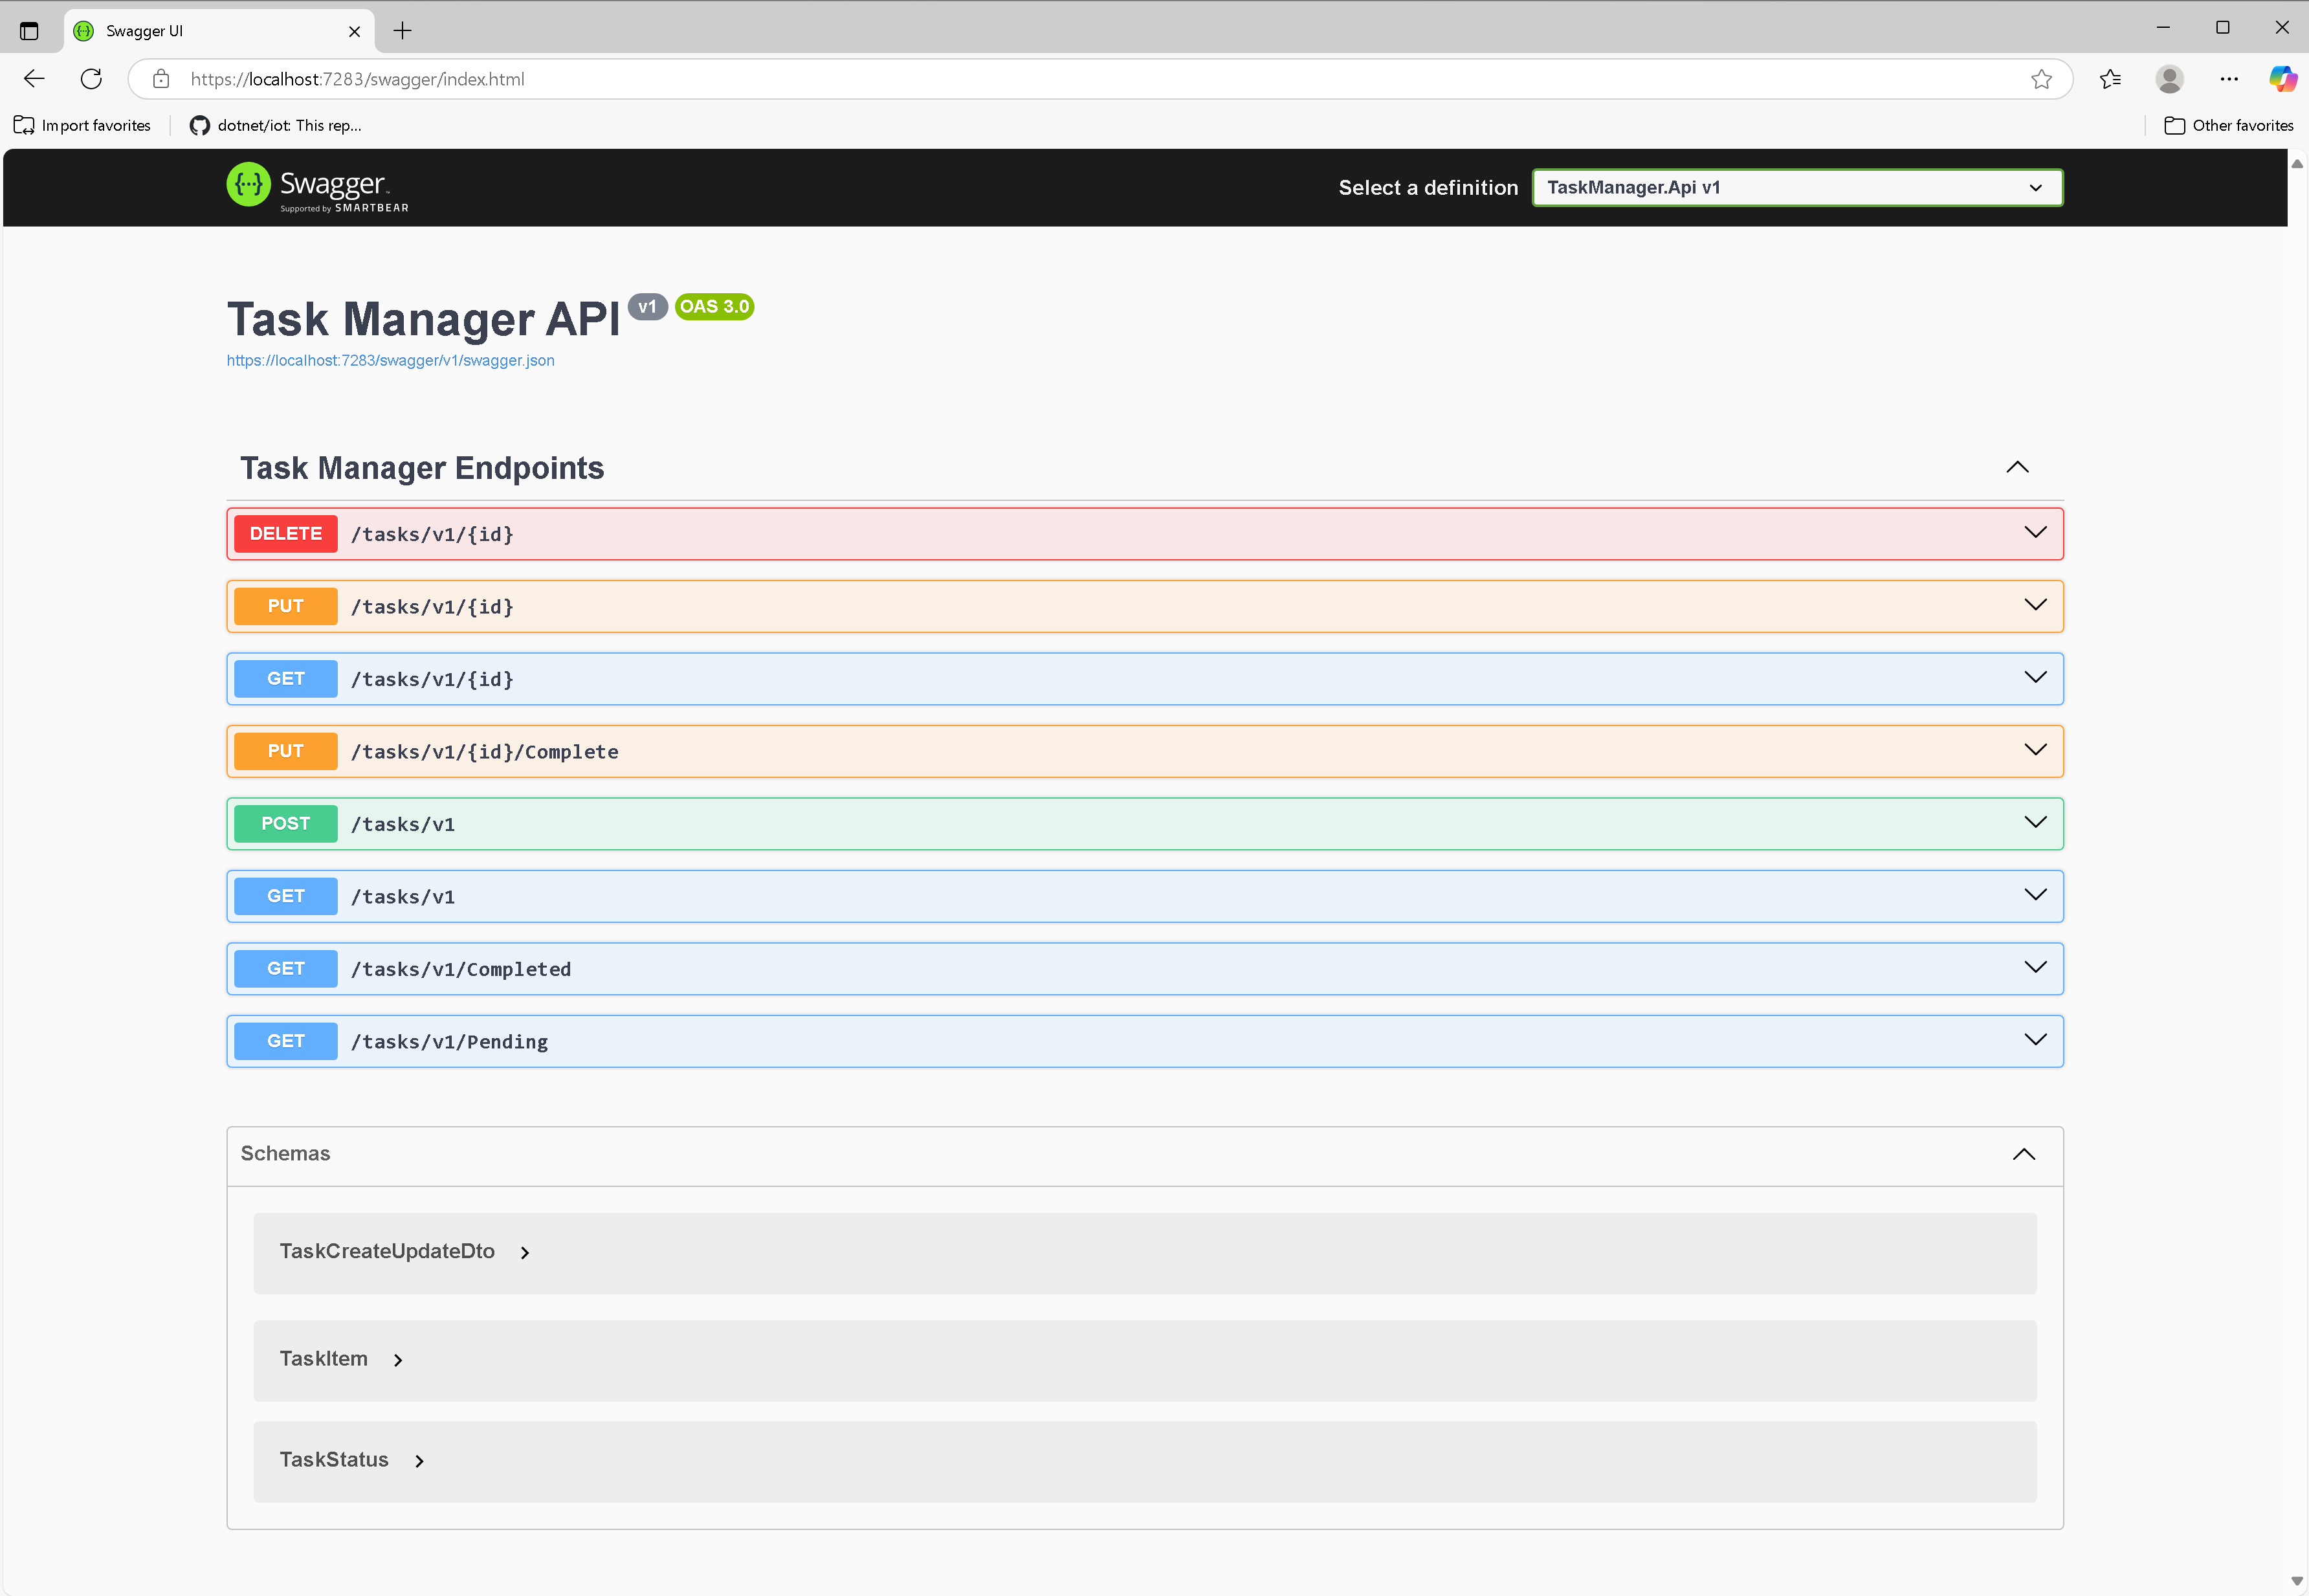 Swagger UI
https://localhost:7283/swagger/index.html
Import favorites
dotnet/iot: This rep...
Other favorites
Swagger
Supported by SMARTBEAR
Select a definition
TaskManager.Api v1
Task Manager API v1 OAS 3.0
https://localhost:7283/swagger/v1/swagger.json
Task Manager Endpoints
DELETE /tasks/v1/{id}
PUT /tasks/v1/{id}
GET /tasks/v1/{id}
PUT /tasks/v1/{id}/Complete
POST /tasks/v1
GET /tasks/v1
GET /tasks/v1/Completed
GET /tasks/v1/Pending
Schemas
TaskCreateUpdateDto
TaskItem
TaskStatus